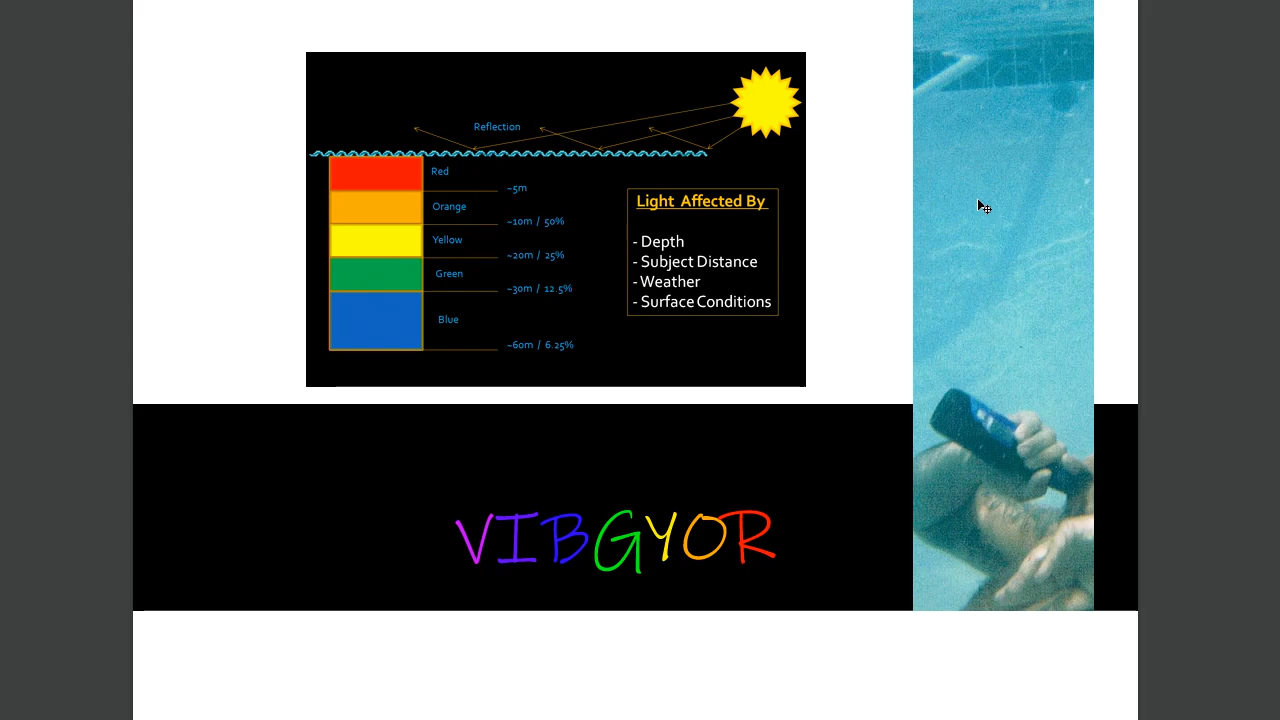 Reflection
Red
~5m
Orange
~10m / 50%
Yellow
~20m / 25%
Green
~30m / 12.5%
Blue
~60m / 6.25%
Light Affected By
- Depth
- Subject Distance
- Weather
- Surface Conditions
VIBGYOR